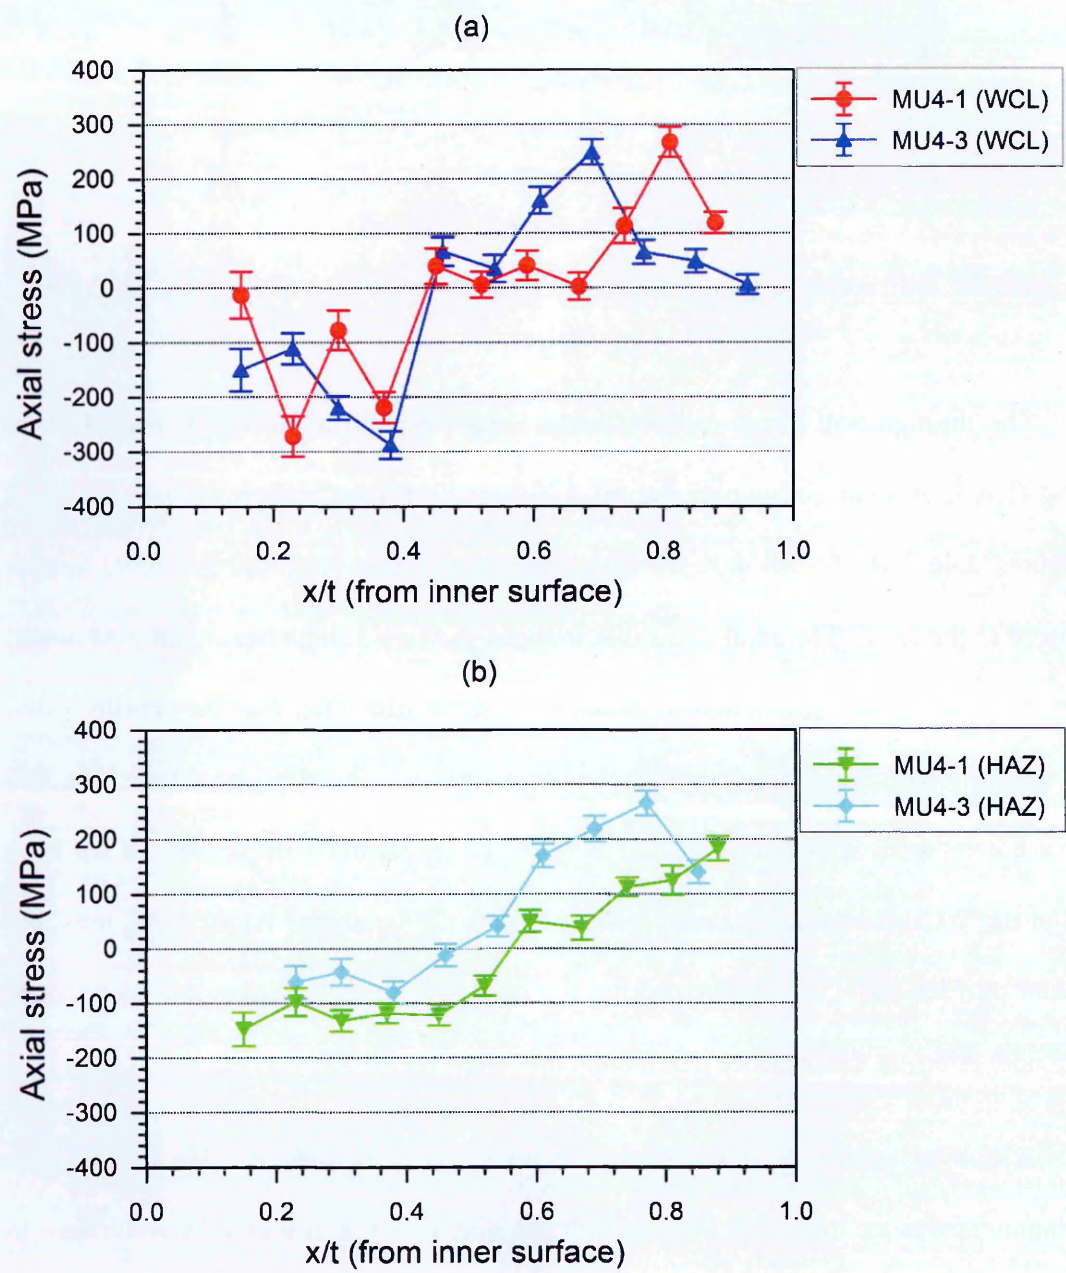 (a)
400
300
200
100
0
-100
-200
-300
-400
Axial stress (MPa)
0.0 0.2 0.4 0.6 0.8 1.0
x/t (from inner surface)
MU4-1 (WCL)
MU4-3 (WCL)
(b)
400
300
200
100
0
-100
-200
-300
-400
Axial stress (MPa)
0.0 0.2 0.4 0.6 0.8 1.0
x/t (from inner surface)
MU4-1 (HAZ)
MU4-3 (HAZ)